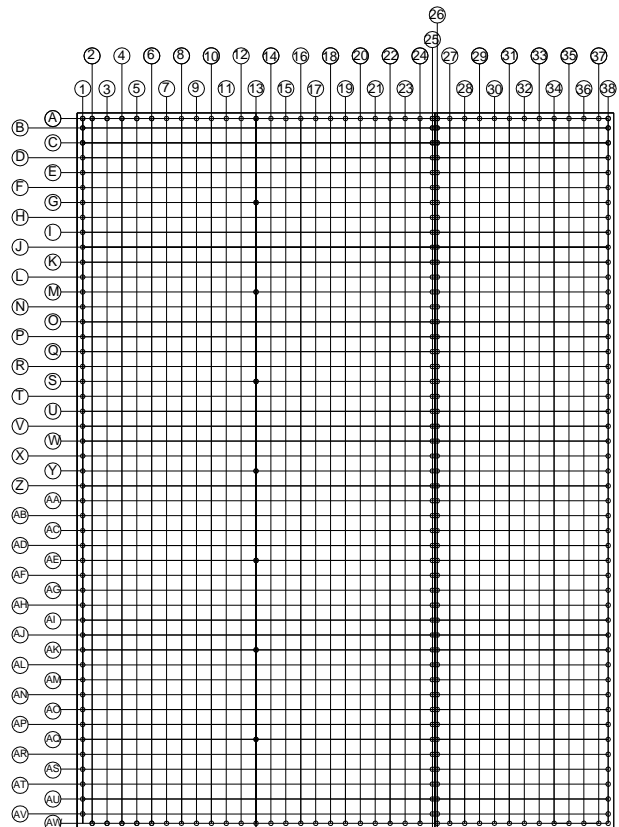 26
25
2 4 6 8 10 12 14 16 18 20 22 24 27 29 31 33 35 37
1 3 5 7 9 11 13 15 17 19 21 23 28 30 32 34 36 38
A
B
C
D
E
F
G
H
I
J
K
L
M
N
O
P
Q
R
S
T
U
V
W
X
Y
Z
AA
AB
AC
AD
AE
AF
AG
AH
AI
AJ
AK
AL
AM
AN
AO
AP
AQ
AR
AS
AT
AU
AV
AW